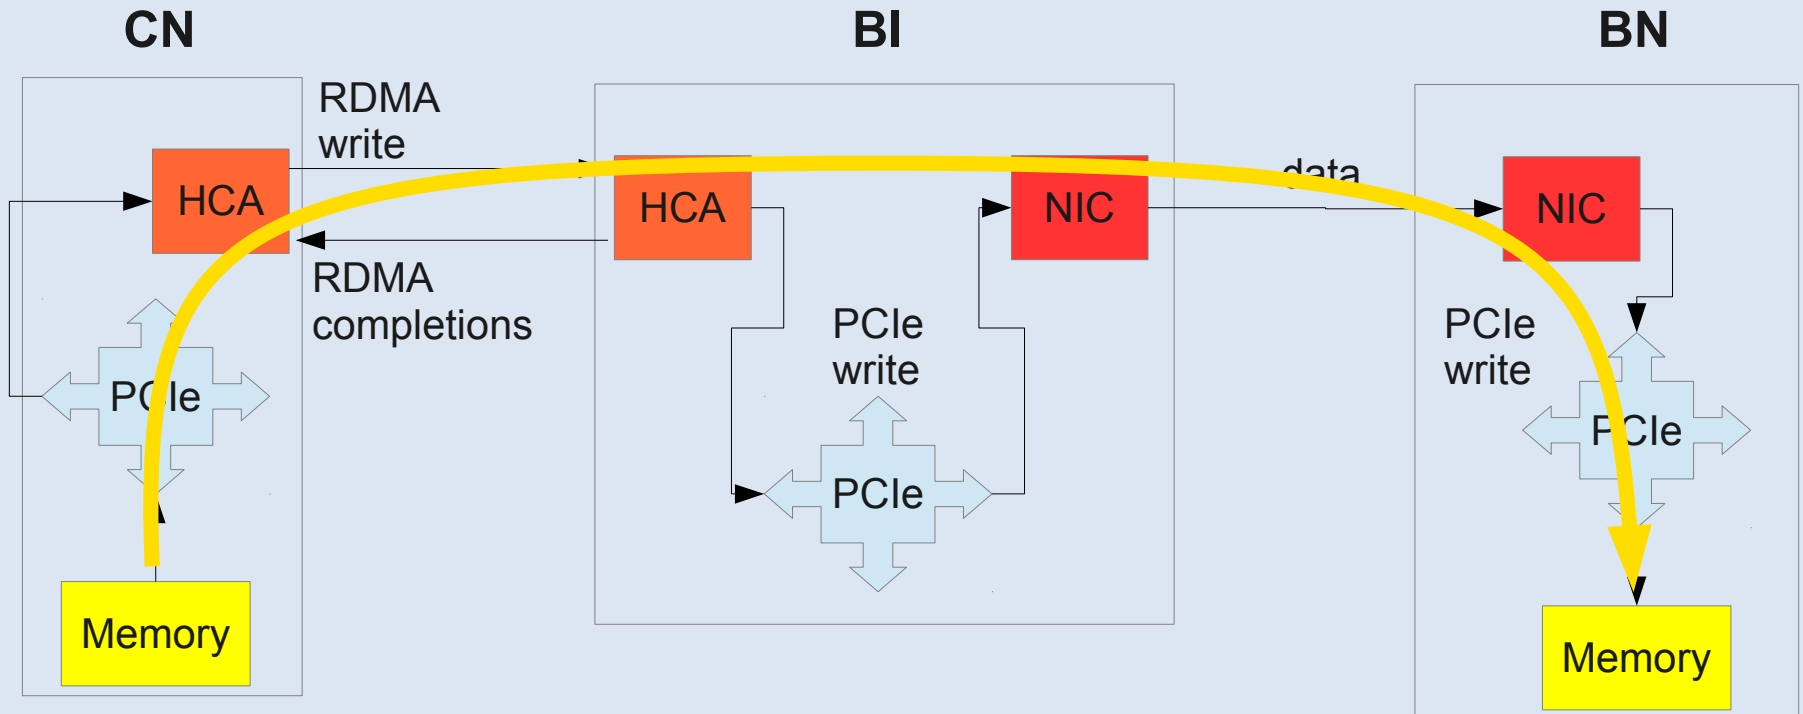 CN
BI
BN
RDMA
write
HCA
HCA
NIC
data
NIC
RDMA
completions
PCIe
write
PCIe
write
PCIe
PCIe
PCIe
Memory
Memory